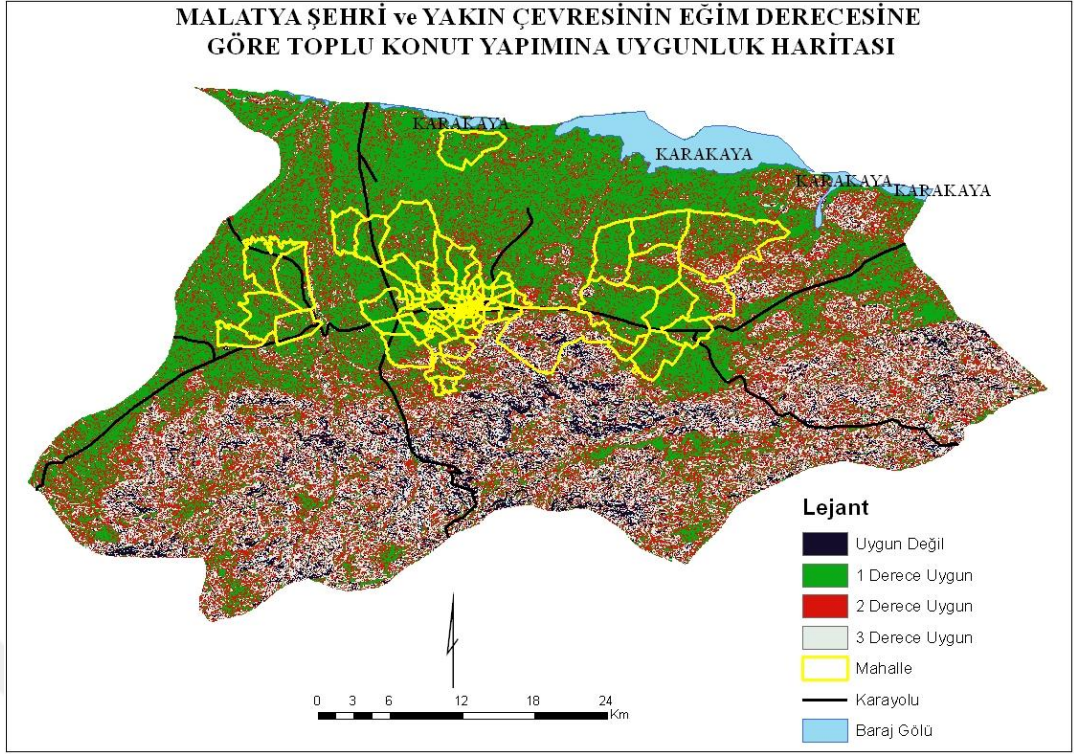 MALATYA ŞEHRİ ve YAKIN ÇEVRESİNİN EĞİM DERECESİNE
GÖRE TOPLU KONUT YAPIMINA UYGUNLUK HARİTASI
KARAKAYA
KARAKAYA
KARAKAYA
KARAKAYA
Lejant
Uygun Değil
1 Derece Uygun
2 Derece Uygun
3 Derece Uygun
Mahalle
Karayolu
Baraj Gölü
0 3 6 12 18 24
Km